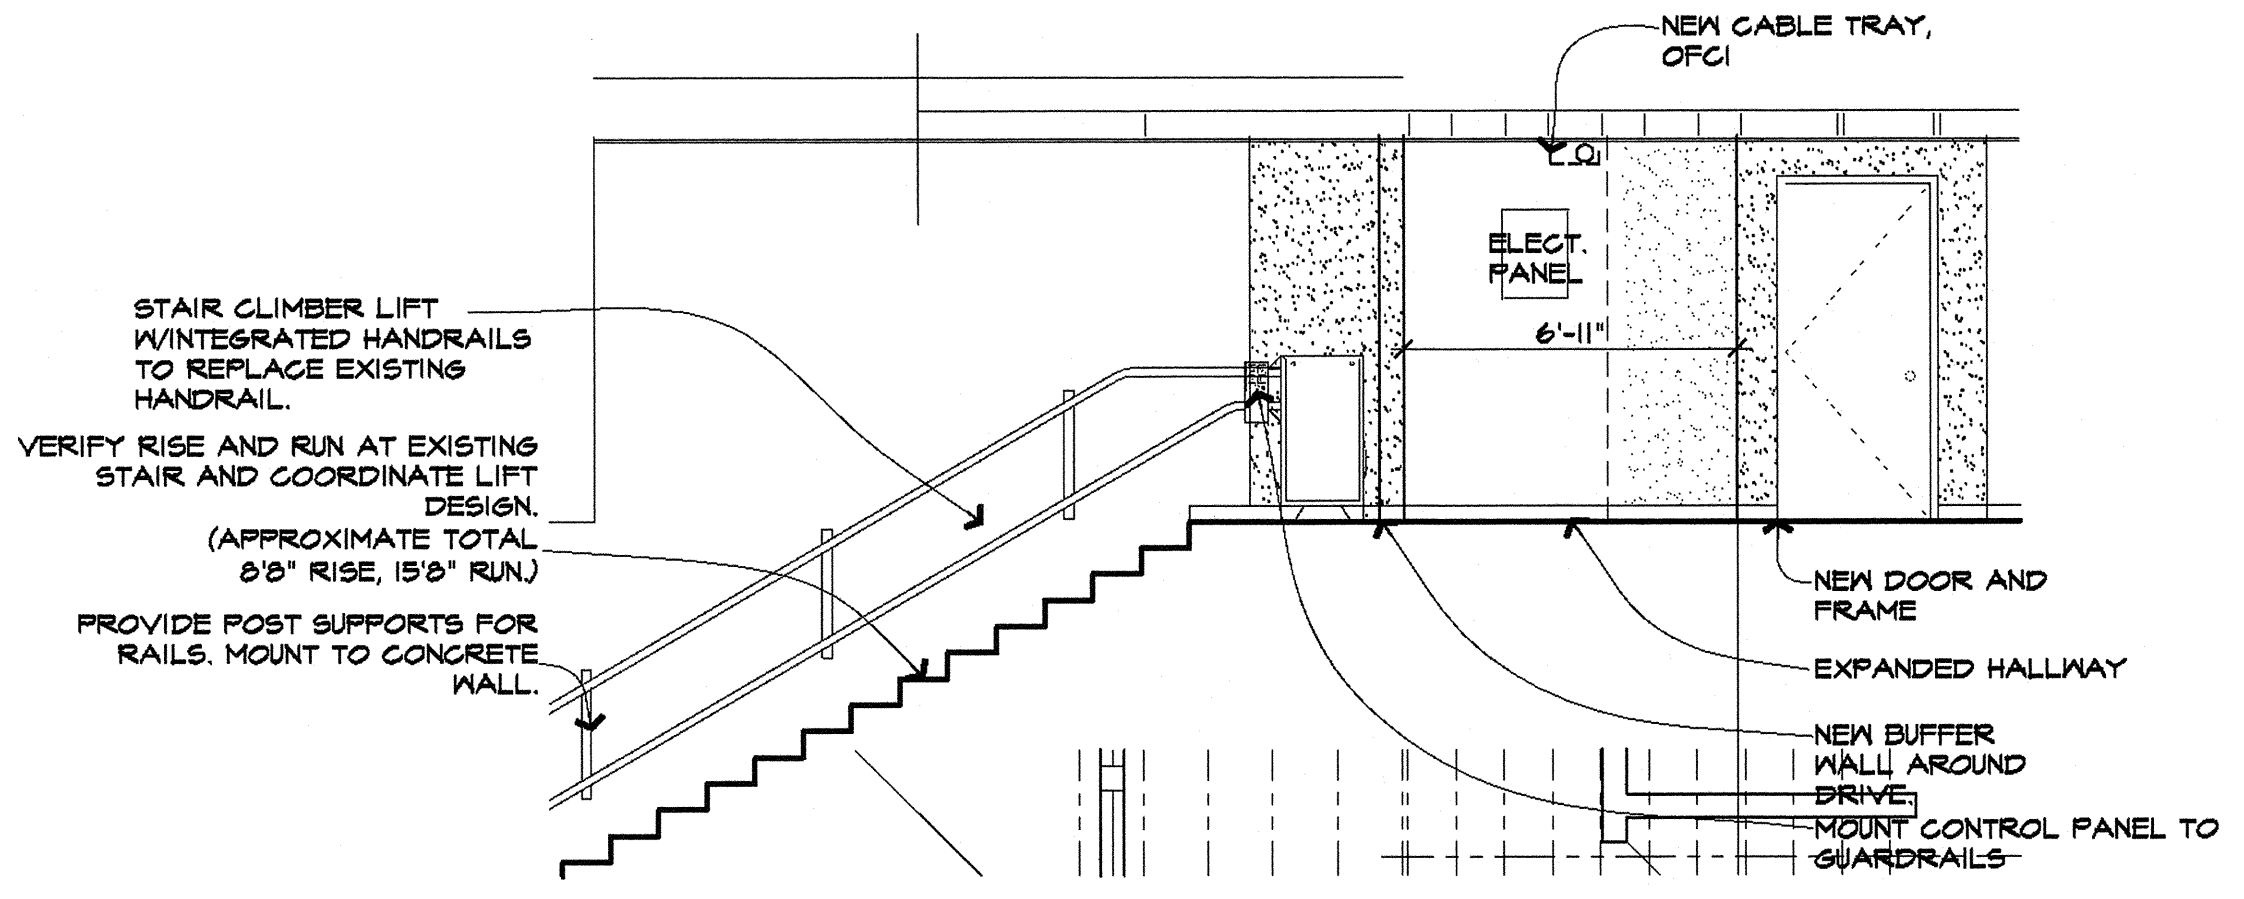 NEW CABLE TRAY,
OFCI
ELECT.
PANEL
6'-11"
STAIR CLIMBER LIFT
W/INTEGRATED HANDRAILS
TO REPLACE EXISTING
HANDRAIL.
VERIFY RISE AND RUN AT EXISTING
STAIR AND COORDINATE LIFT
DESIGN.
(APPROXIMATE TOTAL
8'8" RISE, 15'8" RUN.)
PROVIDE POST SUPPORTS FOR
RAILS. MOUNT TO CONCRETE
WALL.
NEW DOOR AND
FRAME
EXPANDED HALLWAY
NEW BUFFER
WALL AROUND
DRIVE.
MOUNT CONTROL PANEL TO
GUARDRAILS